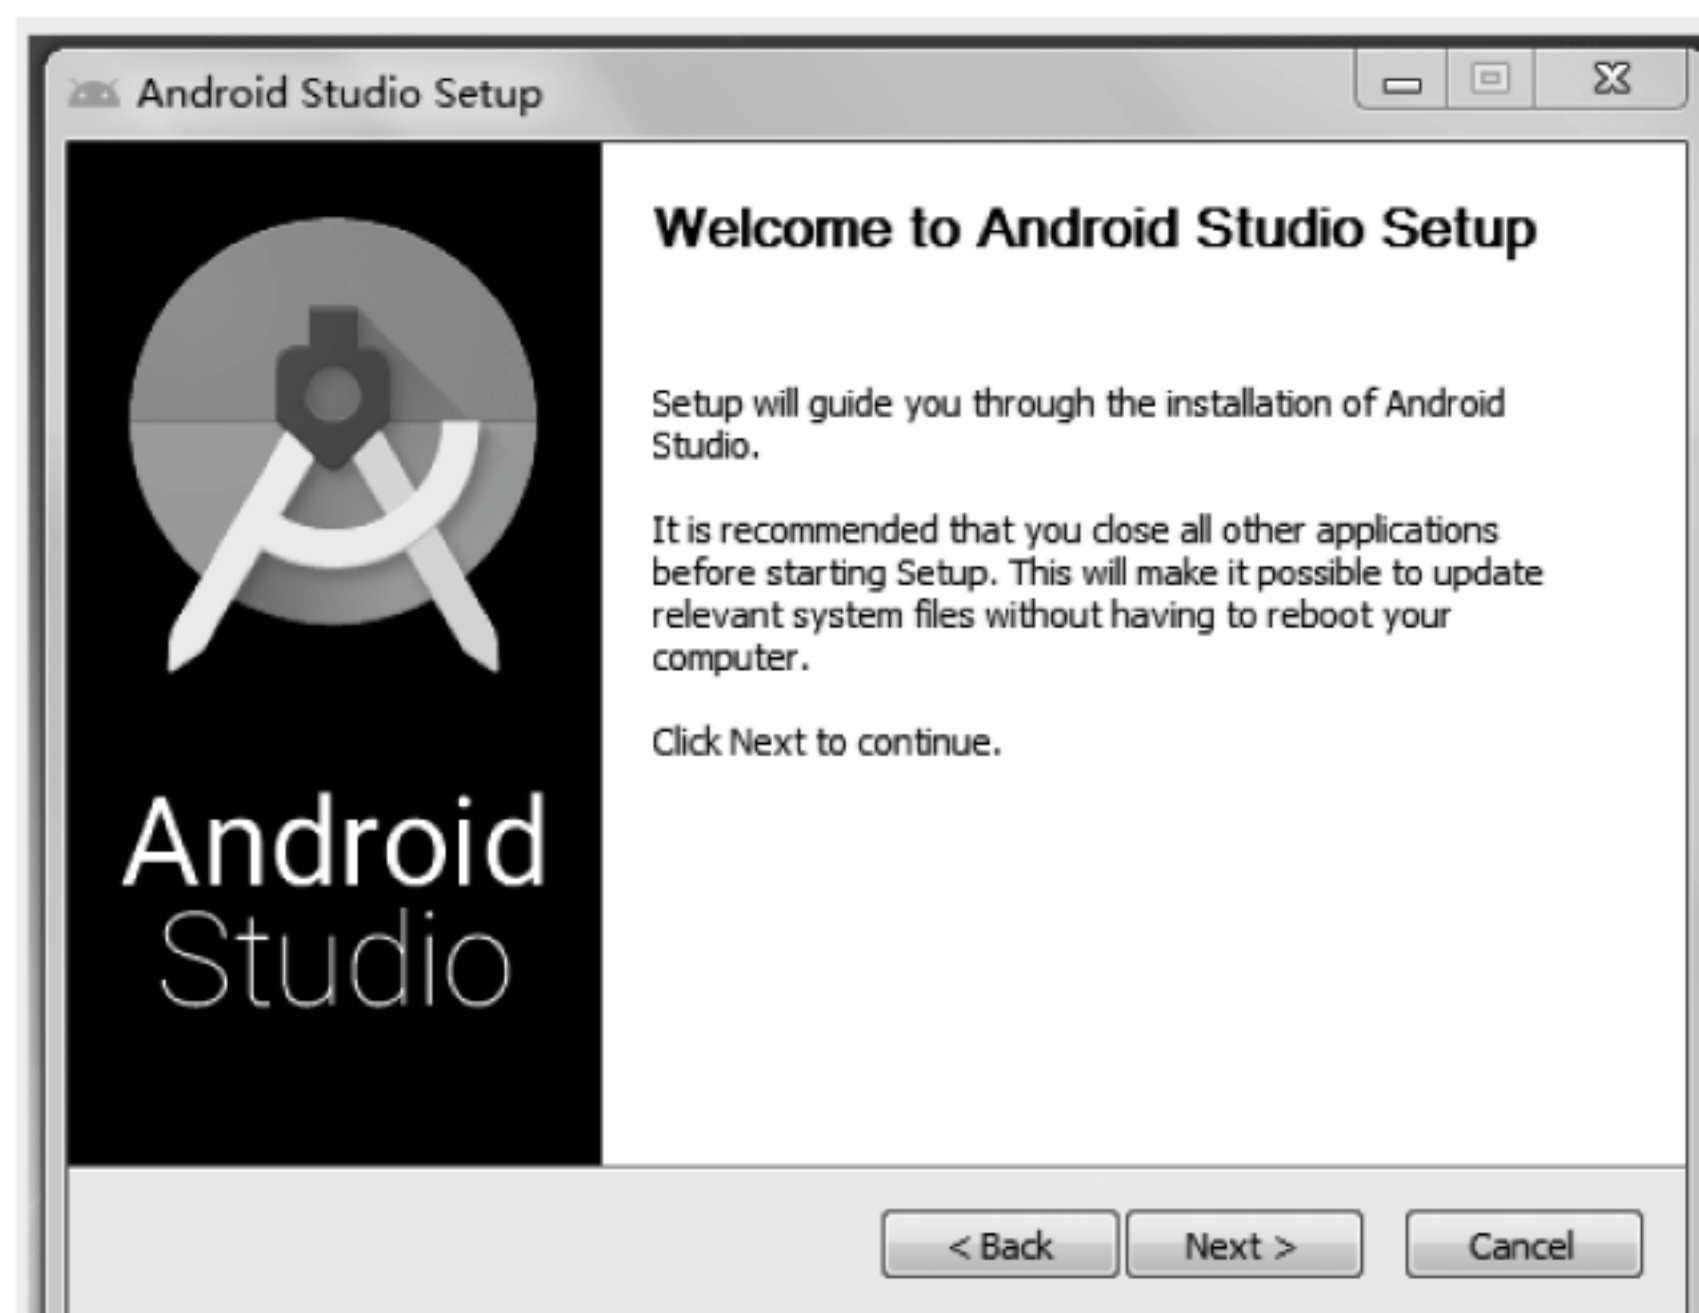 Android Studio Setup
Welcome to Android Studio Setup
Setup will guide you through the installation of Android
Studio.
It is recommended that you close all other applications
before starting Setup. This will make it possible to update
relevant system files without having to reboot your
computer.
Click Next to continue.
Android
Studio
< Back Next > Cancel